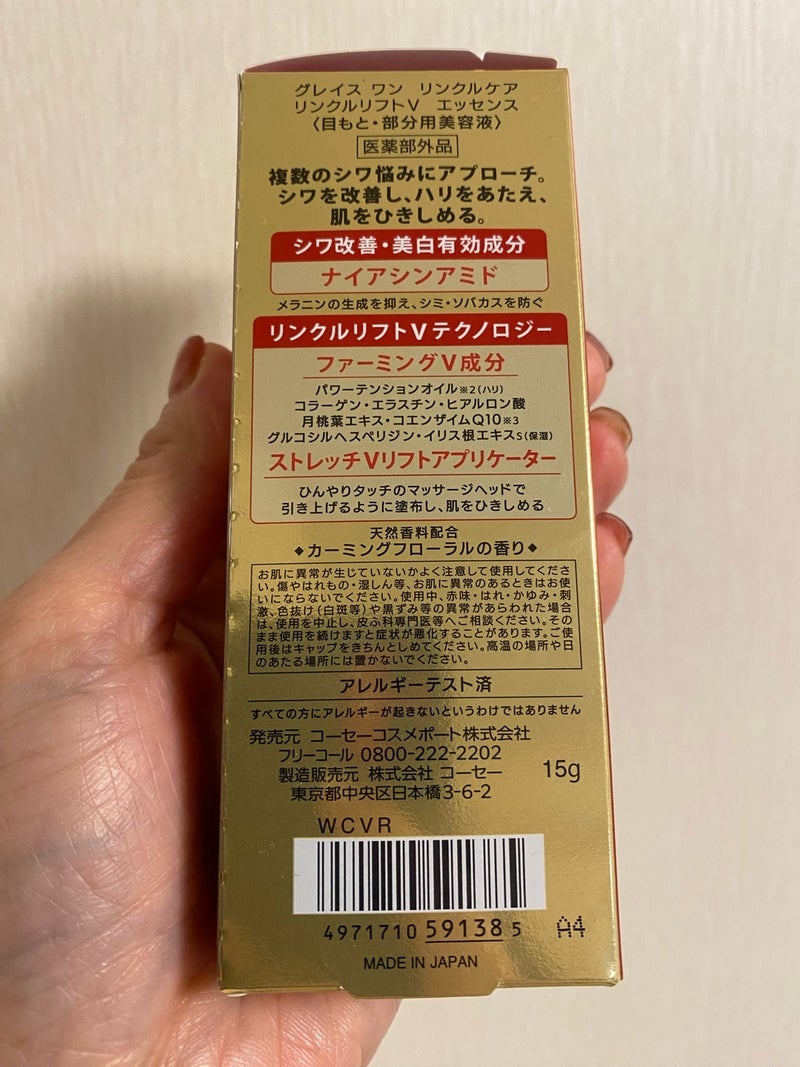 グレイス ワン リンクルケア
リンクルリフトV エッセンス
〈目もと・部分用美容液〉
医薬部外品
複数のシワ悩みにアプローチ。
シワを改善し、ハリをあたえ、
肌をひきしめる。
シワ改善・美白有効成分
ナイアシンアミド
メラニンの生成を抑え、シミ・ソバカスを防ぐ
リンクルリフトVテクノロジー
ファーミングV成分
パワーテンションオイル※2(ハリ)
コラーゲン・エラスチン・ヒアルロン酸
月桃葉エキス・コエンザイムQ10※3
グルコシルヘスペリジン・イリス根エキスS(保湿)
ストレッチVリフトアプリケーター
ひんやりタッチのマッサージヘッドで
引き上げるように塗布し、肌をひきしめる
天然香料配合
◆カーミングフローラルの香り◆
お肌に異常が生じていないかよく注意して使用してくださ
い。傷やはれもの・湿しん等、お肌に異常のあるときはお使
いにならないでください。使用中、赤味・はれ・かゆみ・刺
激、色抜け(白斑等)や黒ずみ等の異常があらわれた場合
は、使用を中止し、皮ふ科専門医等へご相談ください。その
まま使用を続けますと症状が悪化することがあります。ご使
用後はキャップをきちんとしめてください。高温の場所や日
のあたる場所には置かないでください。
アレルギーテスト済
すべての方にアレルギーが起きないというわけではありません
発売元 コーセーコスメポート株式会社
フリーコール 0800-222-2202
製造販売元 株式会社 コーセー
東京都中央区日本橋3-6-2
15g
WCVR
4971710 591385
A4
MADE IN JAPAN